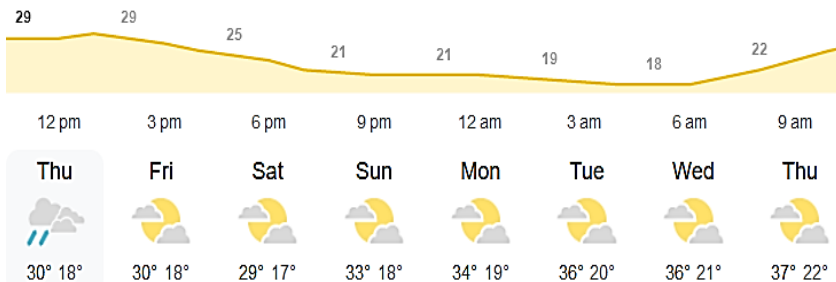 29 29 25 21 21 19 18 22
12 pm 3 pm 6 pm 9 pm 12 am 3 am 6 am 9 am
Thu Fri Sat Sun Mon Tue Wed Thu
30° 18° 30° 18° 29° 17° 33° 18° 34° 19° 36° 20° 36° 21° 37° 22°